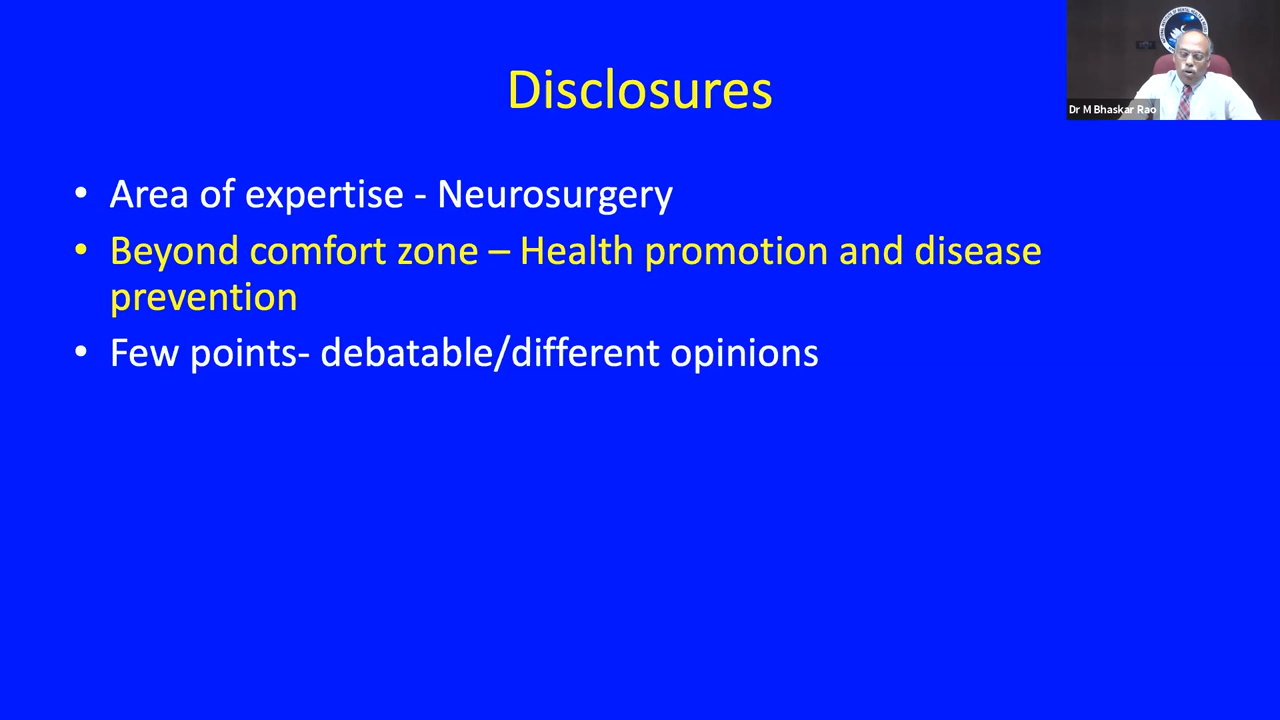 Disclosures
Dr M Bhaskar Rao
• Area of expertise - Neurosurgery
• Beyond comfort zone – Health promotion and disease
prevention
• Few points- debatable/different opinions